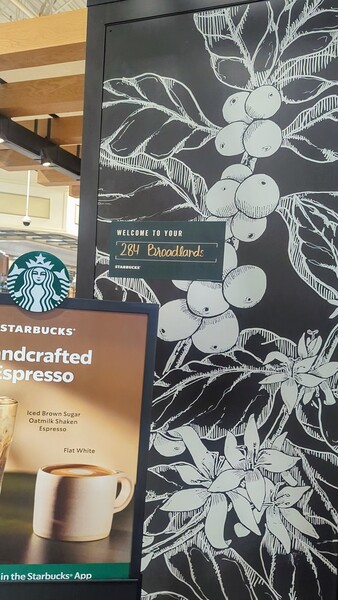 WELCOME TO YOUR
284 Broadlands
STARBUCKS
STARBUCKS®
andcrafted
Espresso
Iced Brown Sugar
Oatmilk Shaken
Espresso
Flat White
in the Starbucks® App